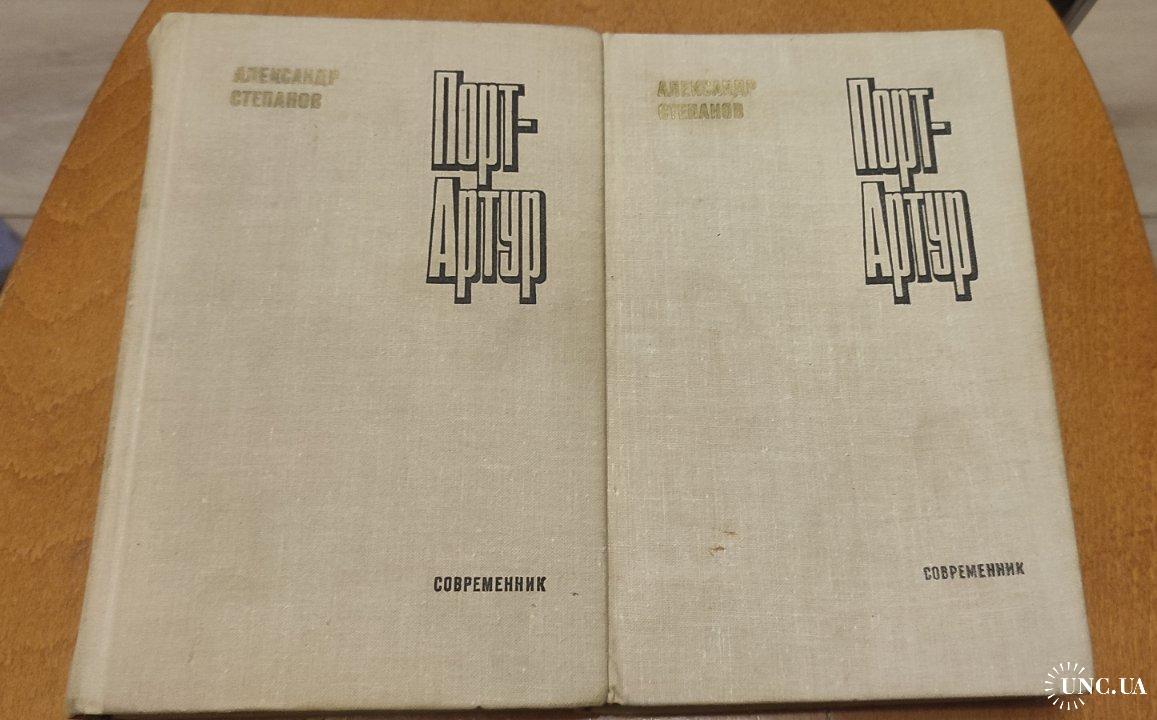 АЛЕКСАНДР
СТЕПАНОВ
Порт-
Артур
СОВРЕМЕННИК
АЛЕКСАНДР
СТЕПАНОВ
Порт-
Артур
СОВРЕМЕННИК
UNC.UA